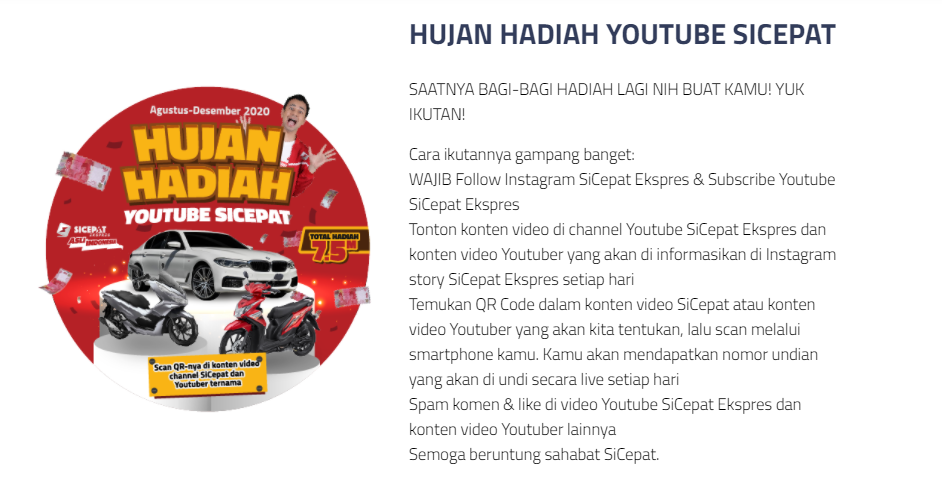 HUJAN HADIAH YOUTUBE SICEPAT
SAATNYA BAGI-BAGI HADIAH LAGI NIH BUAT KAMU! YUK
IKUTAN!
Cara ikutannya gampang banget:
WAJIB Follow Instagram SiCepat Ekspres & Subscribe Youtube
SiCepat Ekspres
Tonton konten video di channel Youtube SiCepat Ekspres dan
konten video Youtuber yang akan di informasikan di Instagram
story SiCepat Ekspres setiap hari
Temukan QR Code dalam konten video SiCepat atau konten
video Youtuber yang akan kita tentukan, lalu scan melalui
smartphone kamu. Kamu akan mendapatkan nomor undian
yang akan di undi secara live setiap hari
Spam komen & like di video Youtube SiCepat Ekspres dan
konten video Youtuber lainnya
Semoga beruntung sahabat SiCepat.
Agustus-Desember 2020
HUJAN
HADIAH
YOUTUBE SICEPAT
SICEPAT
EKSPRES
ASLI INDONESIA
TOTAL HADIAH
7.5 M
Scan QR-nya di konten video
channel SiCepat dan
Youtuber ternama